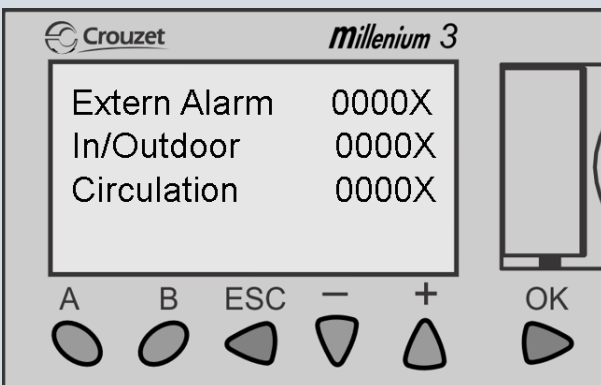 Crouzet millenium 3
Extern Alarm 0000X
In/Outdoor 0000X
Circulation 0000X
A B ESC − + OK